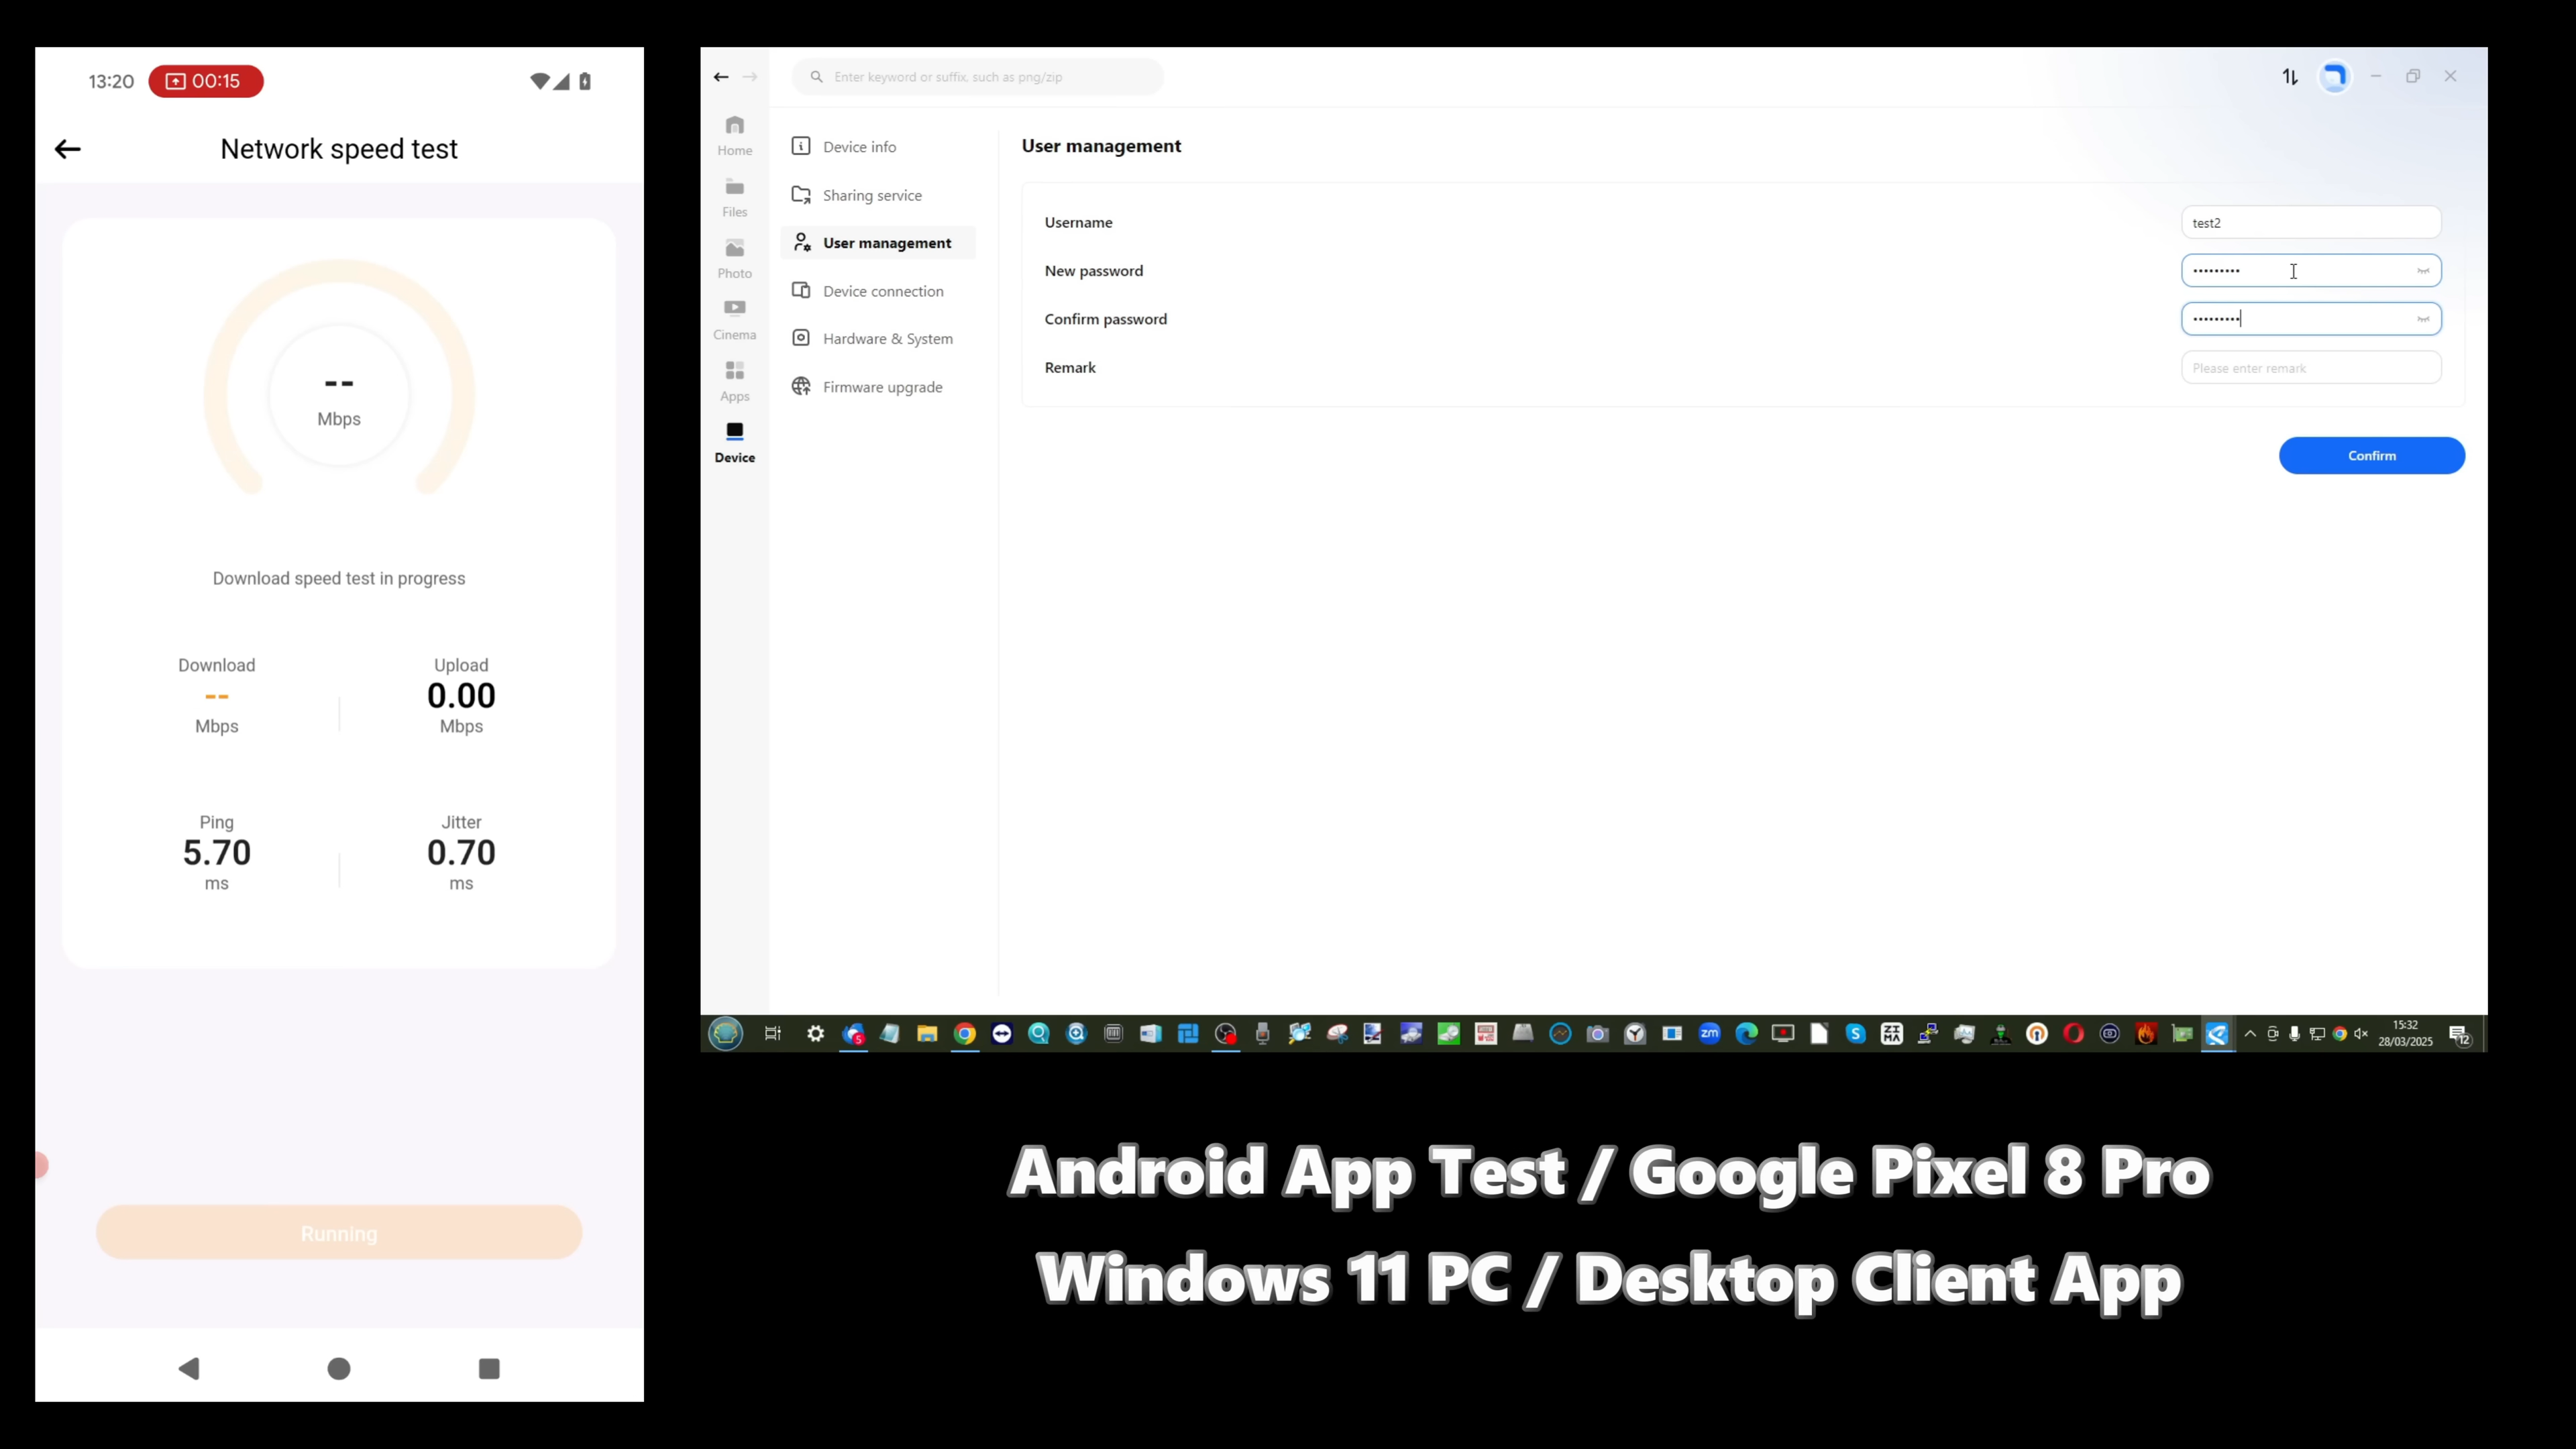 13:20 00:15
Network speed test
--
Mbps
Download speed test in progress
Download Upload
-- 0.00
Mbps Mbps
Ping Jitter
5.70 0.70
ms ms
Running
Enter keyword or suffix, such as png/zip
Home
Files
Photo
Cinema
Apps
Device
Device info
Sharing service
User management
Device connection
Hardware & System
Firmware upgrade
User management
Username test2
New password •••••••••
Confirm password •••••••••
Remark Please enter remark
Confirm
15:32
28/03/2025
12
Android App Test / Google Pixel 8 Pro
Windows 11 PC / Desktop Client App